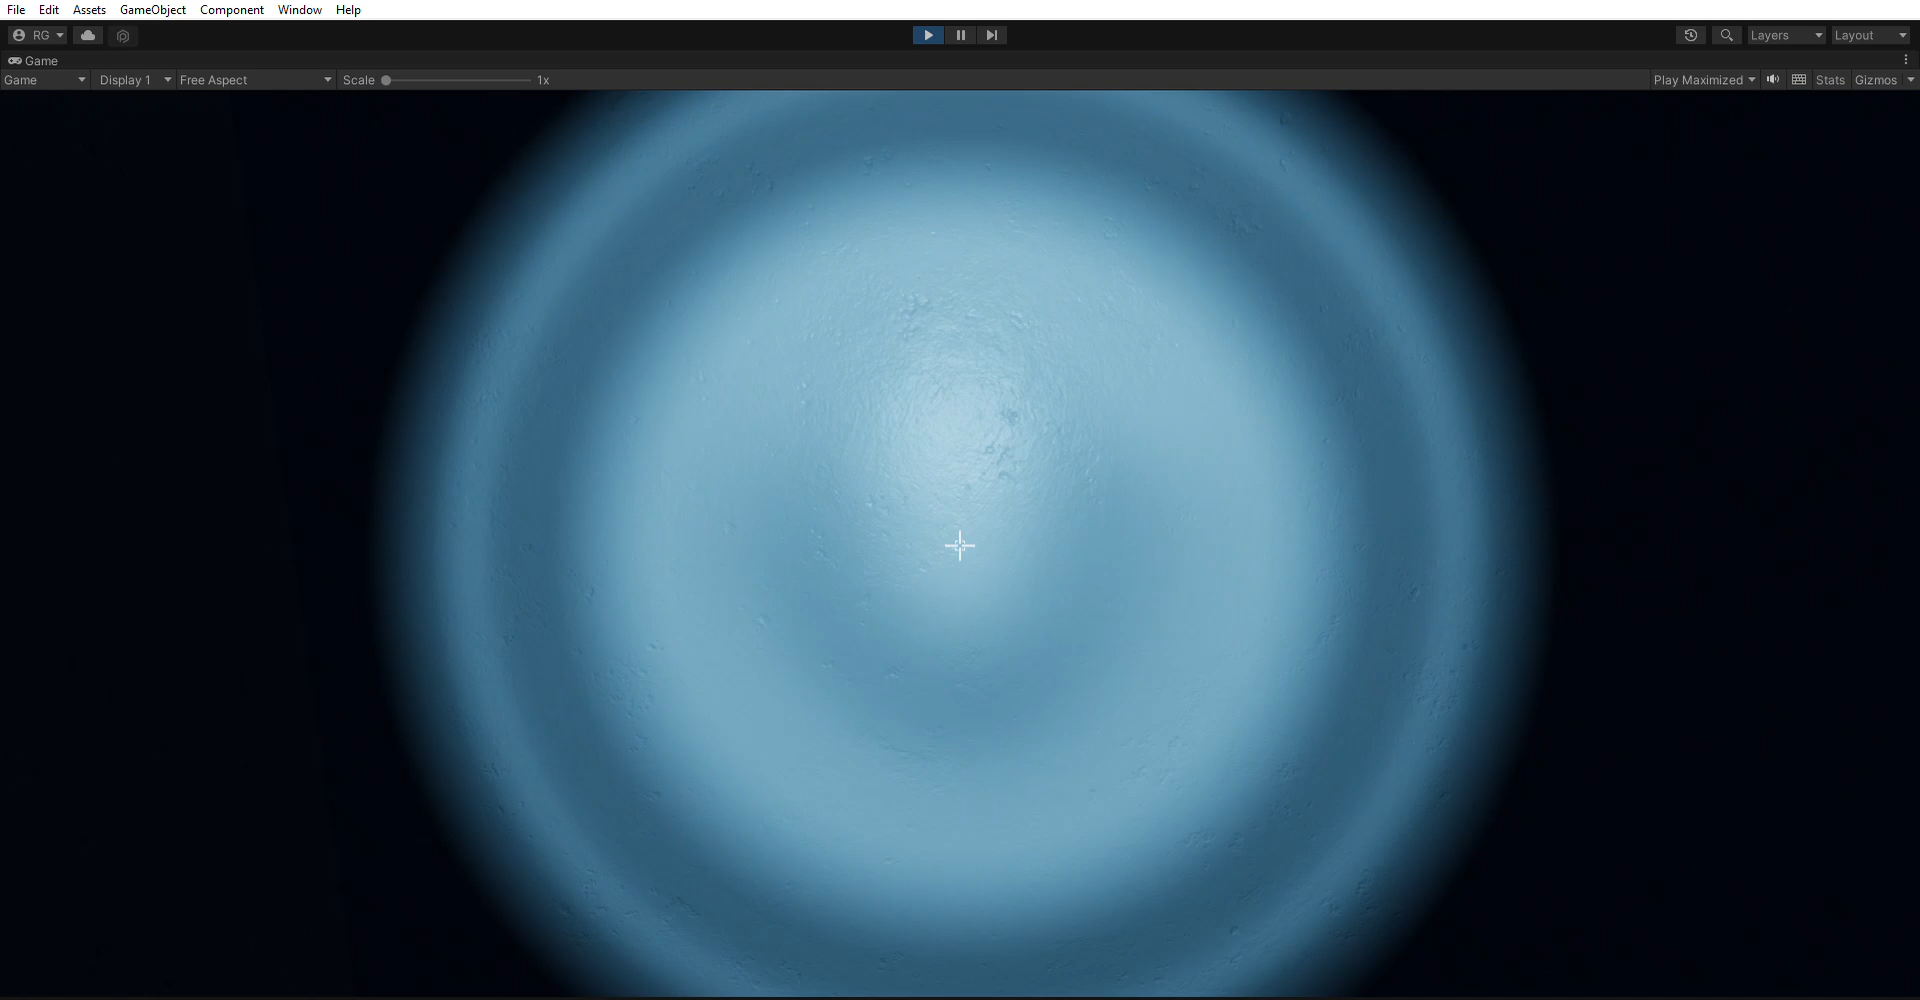 File Edit Assets GameObject Component Window Help
RG Layers Layout
Game
Game Display 1 Free Aspect Scale 1x Play Maximized Stats Gizmos